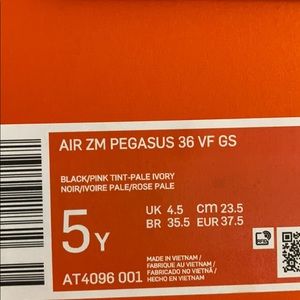 AIR ZM PEGASUS 36 VF GS
BLACK/PINK TINT-PALE IVORY
NOIR/IVOIRE PALE/ROSE PALE
5Y
UK 4.5 cm 23.5
BR 35.5 EUR 37.5
AT4096 001
MADE IN VIETNAM /
FABRIQUE AU VIETNAM /
FABRICADO NO VIETNÃ /
HECHO EN VIETNAM